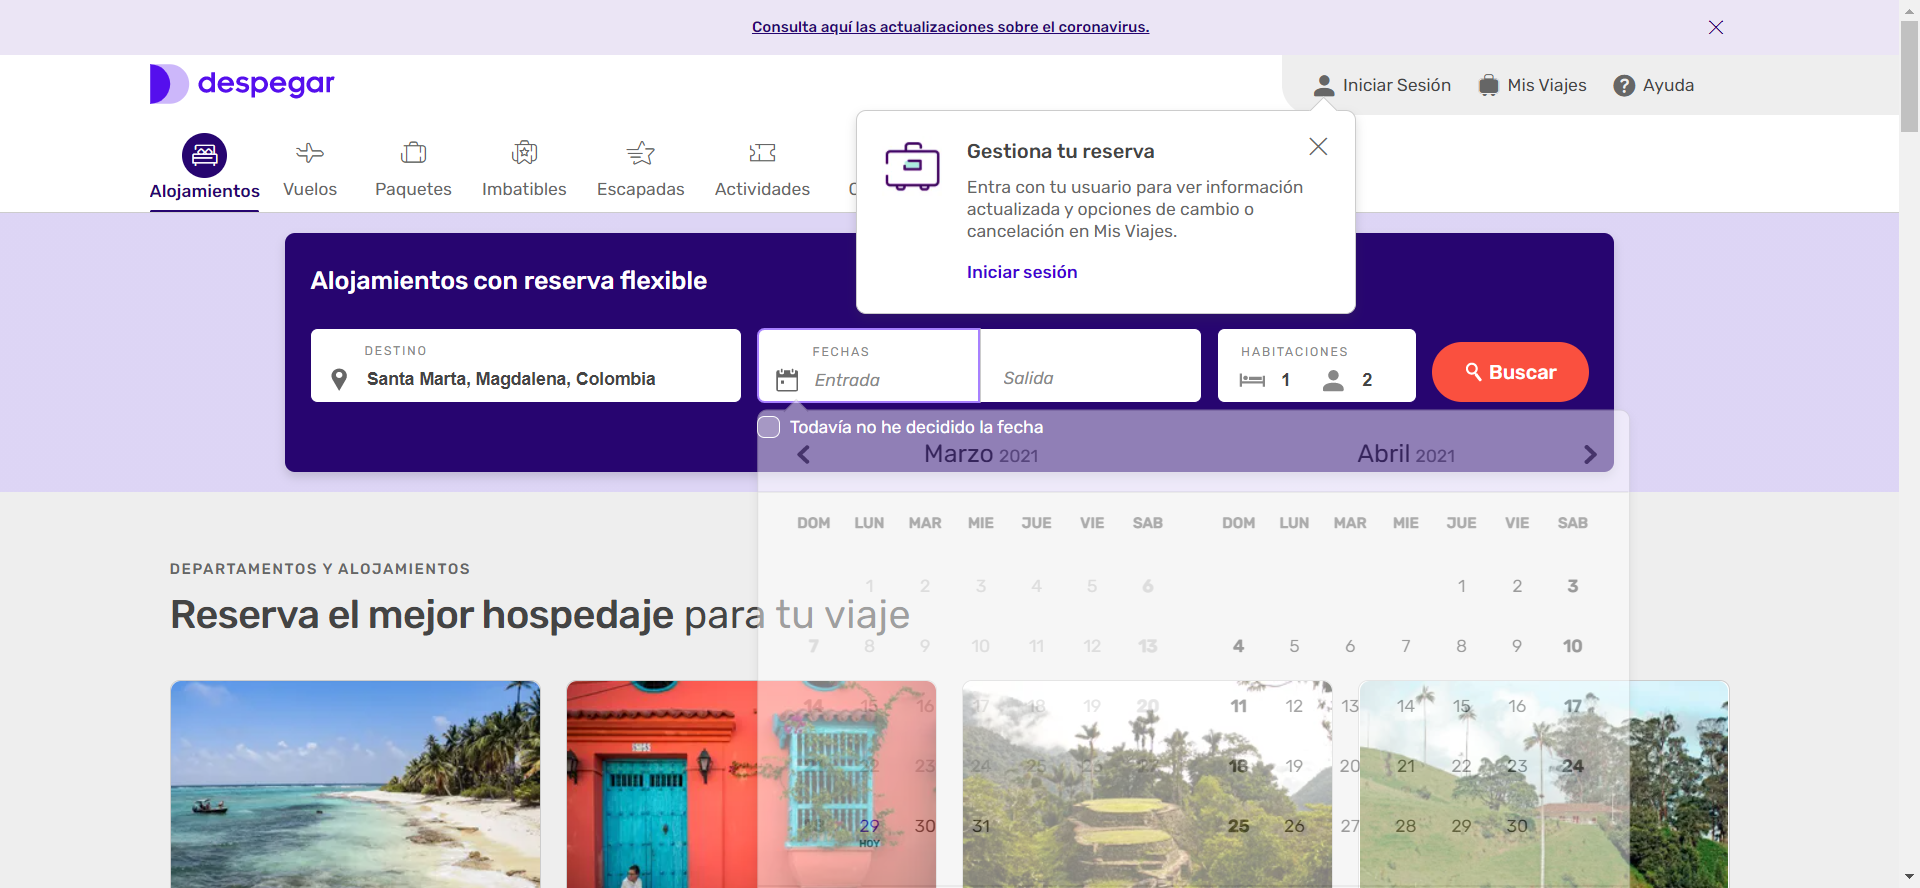 Consulta aquí las actualizaciones sobre el coronavirus.
despegar
Iniciar Sesión
Mis Viajes
? Ayuda
Alojamientos
Vuelos
Paquetes
Imbatibles
Escapadas
Actividades
Gestiona tu reserva
Entra con tu usuario para ver información
actualizada y opciones de cambio o
cancelación en Mis Viajes.
Iniciar sesión
Alojamientos con reserva flexible
DESTINO
Santa Marta, Magdalena, Colombia
FECHAS
Entrada
Salida
HABITACIONES
1 2
Buscar
Todavía no he decidido la fecha
Marzo 2021
DOM LUN MAR MIE JUE VIE SAB
1 2 3 4 5 6
7 8 9 10 11 12 13
14 15 16 17 18 19 20
22 23 24 25 26
29 30 31
HOY
Abril 2021
DOM LUN MAR MIE JUE VIE SAB
1 2 3
4 5 6 7 8 9 10
11 12 13 14 15 16 17
18 19 20 21 22 23 24
25 26 27 28 29 30
DEPARTAMENTOS Y ALOJAMIENTOS
Reserva el mejor hospedaje para tu viaje